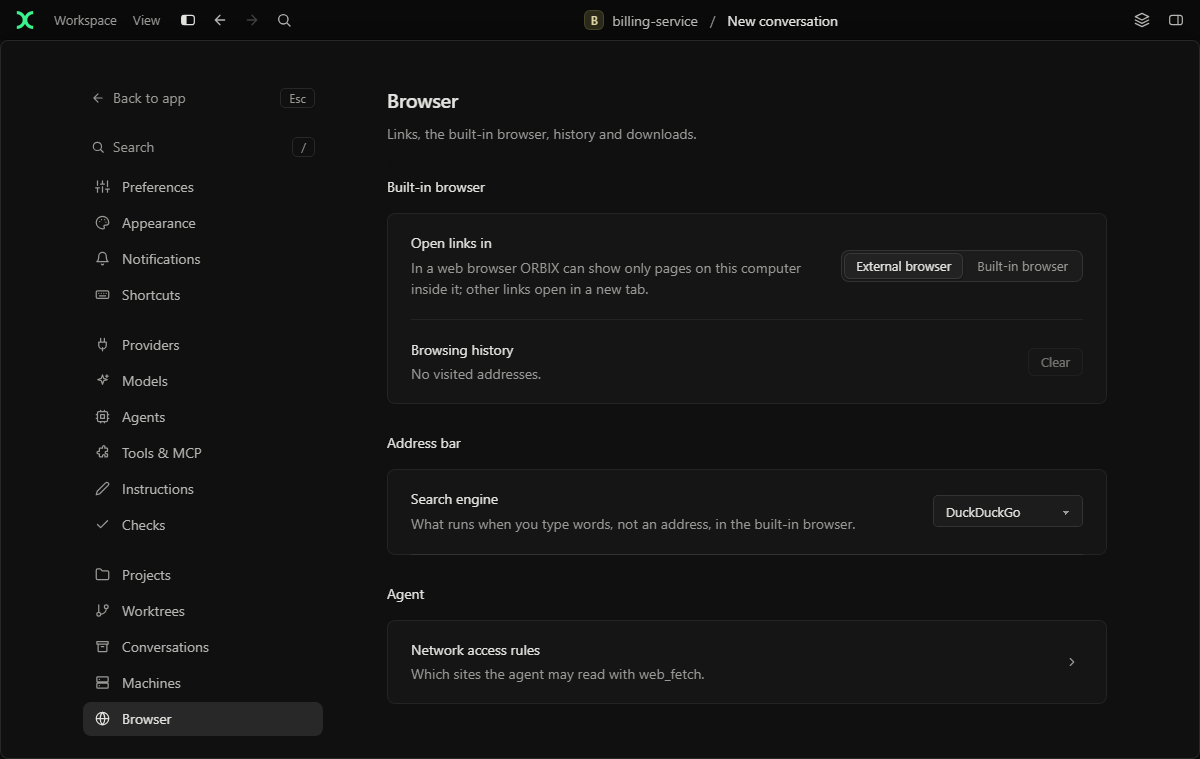 Workspace View
B billing-service / New conversation
Back to app Esc
Search /
Preferences
Appearance
Notifications
Shortcuts
Providers
Models
Agents
Tools & MCP
Instructions
Checks
Projects
Worktrees
Conversations
Machines
Browser
Browser
Links, the built-in browser, history and downloads.
Built-in browser
Open links in
In a web browser ORBIX can show only pages on this computer
inside it; other links open in a new tab.
External browser Built-in browser
Browsing history
No visited addresses.
Clear
Address bar
Search engine
What runs when you type words, not an address, in the built-in browser.
DuckDuckGo
Agent
Network access rules
Which sites the agent may read with web_fetch.